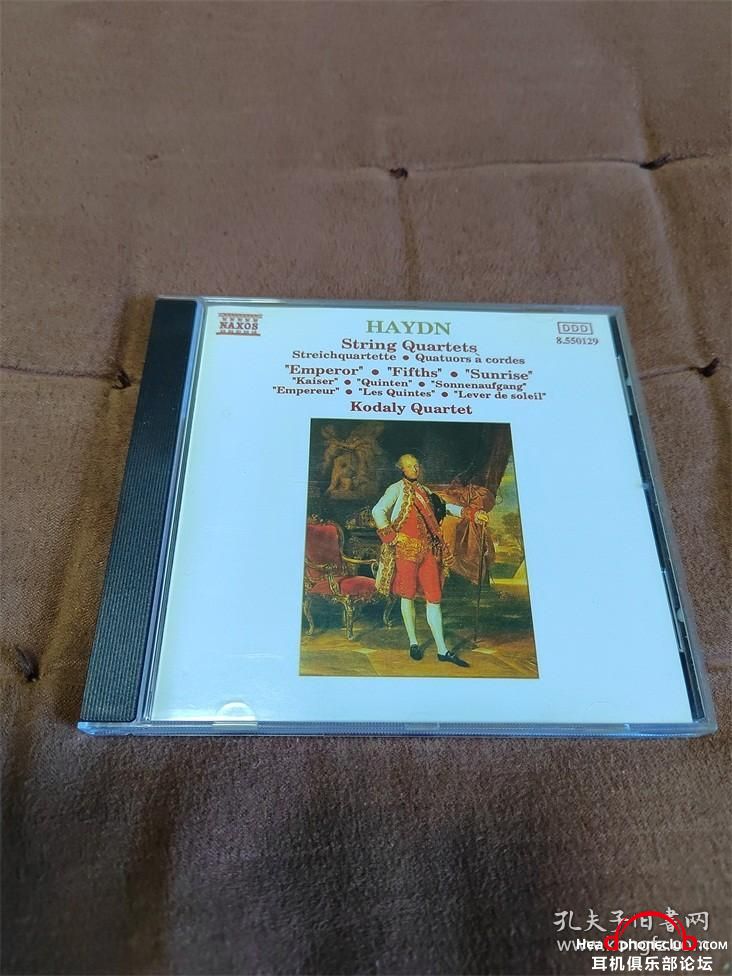 NAXOS
HAYDN
DDD
8.550129
String Quartets
Streichquartette • Quatuors à cordes
"Emperor" • "Fifths" • "Sunrise"
"Kaiser" • "Quinten" • "Sonnenaufgang"
"Empereur" • "Les Quintes" • "Lever de soleil"
Kodaly Quartet
孔夫子旧书网
耳机俱乐部论坛